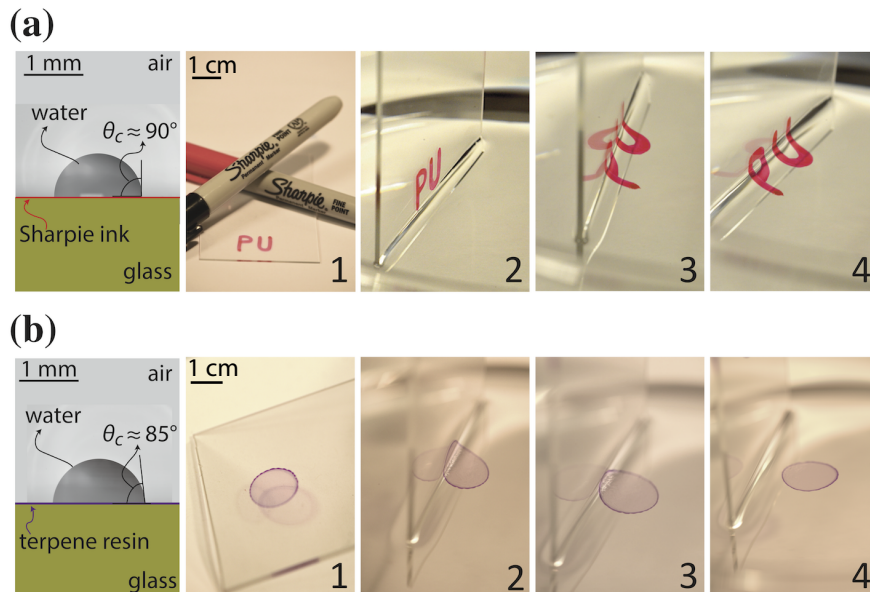 (a)
1 mm
air
water
θc ≈ 90°
Sharpie ink
glass
1 cm
Sharpie
FINE POINT
Permanent Marker
Sharpie
FINE POINT
PU
1
PU
2
3
PU
4
(b)
1 mm
air
water
θc ≈ 85°
terpene resin
glass
1 cm
1
2
3
4